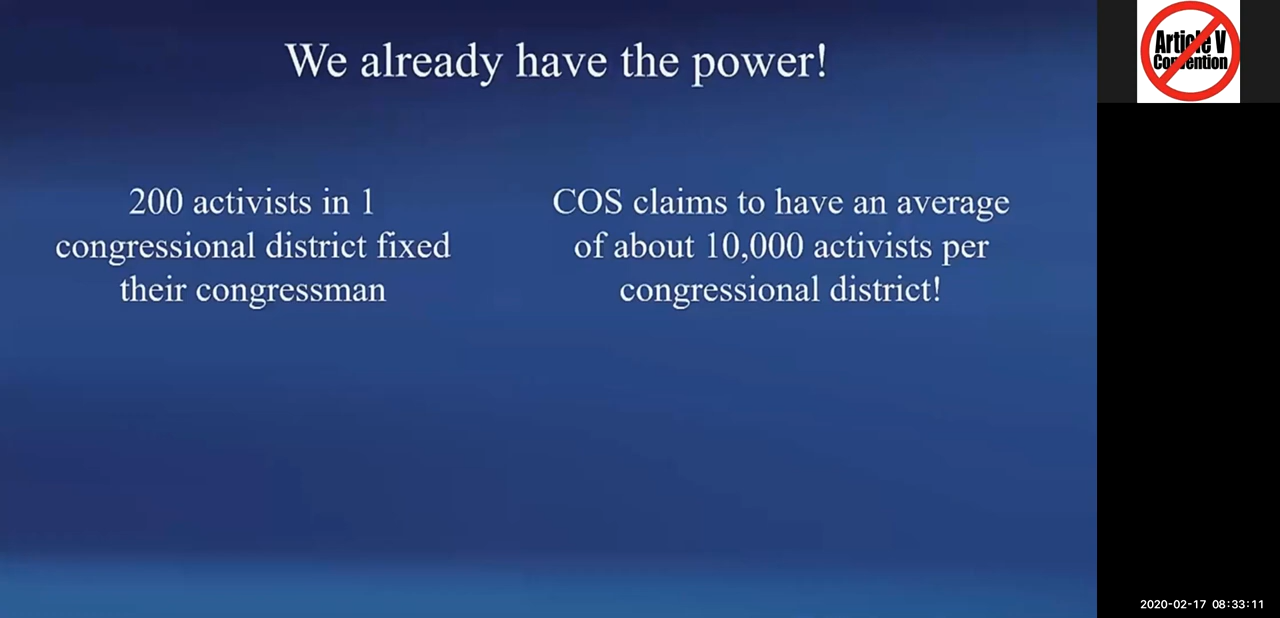 We already have the power!
200 activists in 1
congressional district fixed
their congressman
COS claims to have an average
of about 10,000 activists per
congressional district!
Article V
Convention
2020-02-17 08:33:11